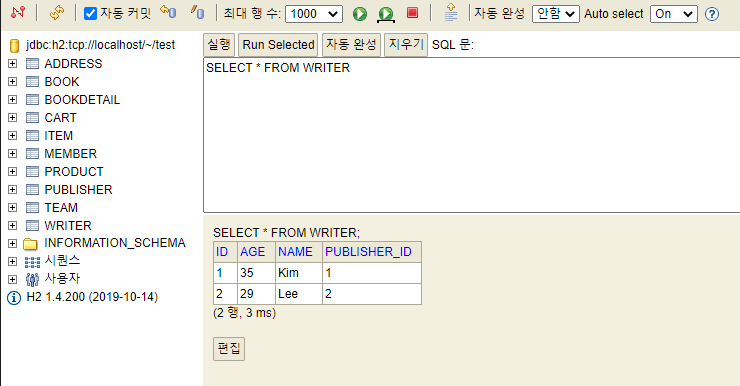 자동 커밋 최대 행 수: 1000 자동 완성 안함 Auto select On
jdbc:h2:tcp://localhost/~/test
ADDRESS
BOOK
BOOKDETAIL
CART
ITEM
MEMBER
PRODUCT
PUBLISHER
TEAM
WRITER
INFORMATION_SCHEMA
시퀀스
사용자
H2 1.4.200 (2019-10-14)
실행 Run Selected 자동 완성 지우기 SQL 문:
SELECT * FROM WRITER
SELECT * FROM WRITER;
ID AGE NAME PUBLISHER_ID
1 35 Kim 1
2 29 Lee 2
(2 행, 3 ms)
편집